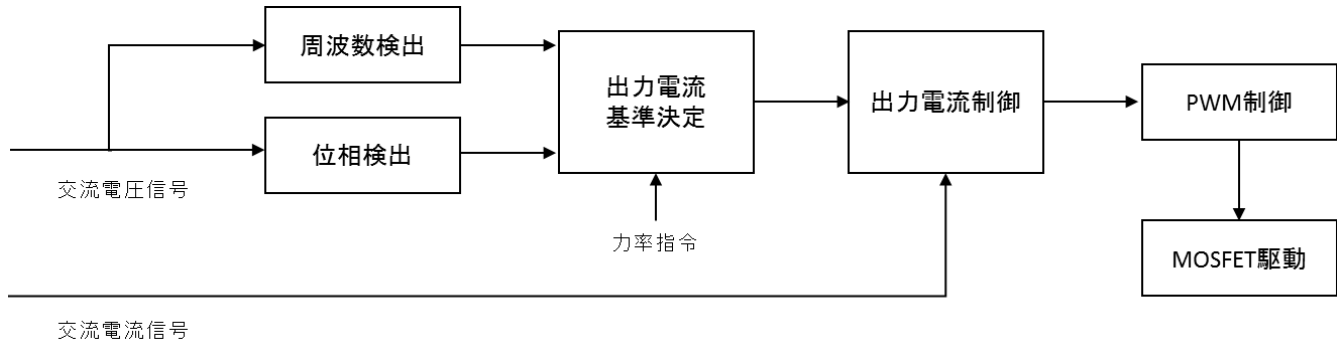 周波数検出
位相検出
交流電圧信号
出力電流
基準決定
力率指令
出力電流制御
PWM制御
MOSFET駆動
交流電流信号